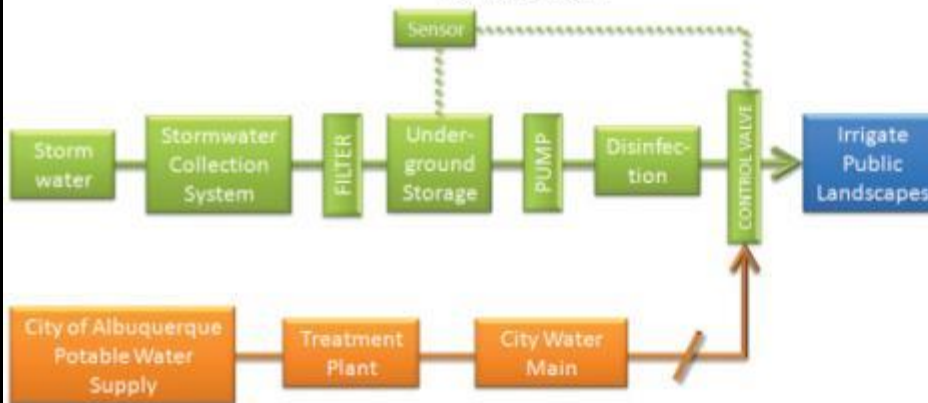 Sensor
Storm
water
Stormwater
Collection
System
FILTER
Under-
ground
Storage
PUMP
Disinfec-
tion
CONTROL VALVE
Irrigate
Public
Landscapes
City of Albuquerque
Potable Water
Supply
Treatment
Plant
City Water
Main